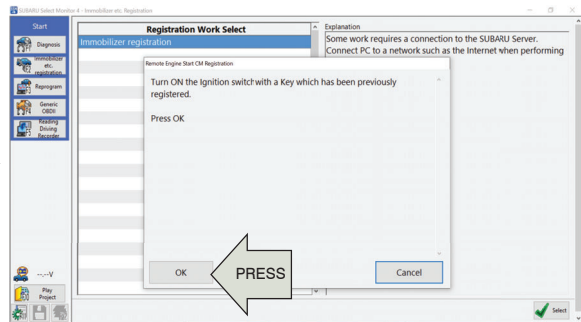 SUBARU Select Monitor 4 - Immobilizer etc. Registration
Start
Diagnosis
Immobilizer
etc.
registration
Reprogram
Generic
OBDII
Reading
Driving
Recorder
--.--V
Play
Project
Registration Work Select
Immobilizer registration
Explanation
Some work requires a connection to the SUBARU Server.
Connect PC to a network such as the Internet when performing
Remote Engine Start CM Registration
Turn ON the Ignition switch with a Key which has been previously
registered.
Press OK
OK
PRESS
Cancel
Select